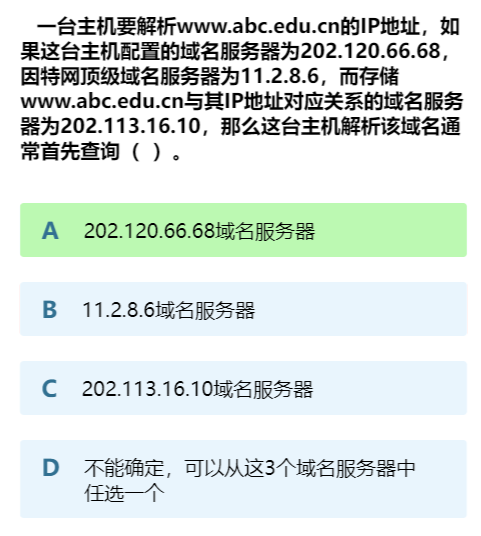 一台主机要解析www.abc.edu.cn的IP地址，如
果这台主机配置的域名服务器为202.120.66.68，
因特网顶级域名服务器为11.2.8.6，而存储
www.abc.edu.cn与其IP地址对应关系的域名服务
器为202.113.16.10，那么这台主机解析该域名通
常首先查询（ ）。
A 202.120.66.68域名服务器
B 11.2.8.6域名服务器
C 202.113.16.10域名服务器
D 不能确定，可以从这3个域名服务器中
任选一个